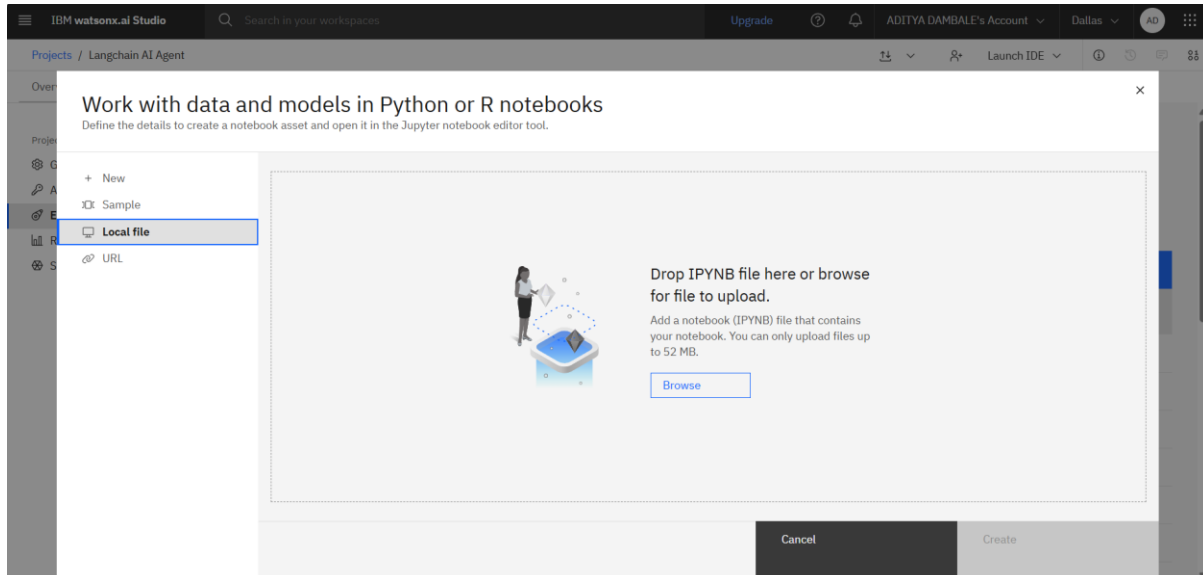 IBM watsonx.ai Studio
Search in your workspaces
Upgrade
ADITYA DAMBALE's Account
Dallas
AD
Projects / Langchain AI Agent
Launch IDE
Work with data and models in Python or R notebooks
Define the details to create a notebook asset and open it in the Jupyter notebook editor tool.
+ New
Sample
Local file
URL
Drop IPYNB file here or browse
for file to upload.
Add a notebook (IPYNB) file that contains
your notebook. You can only upload files up
to 52 MB.
Browse
Cancel
Create